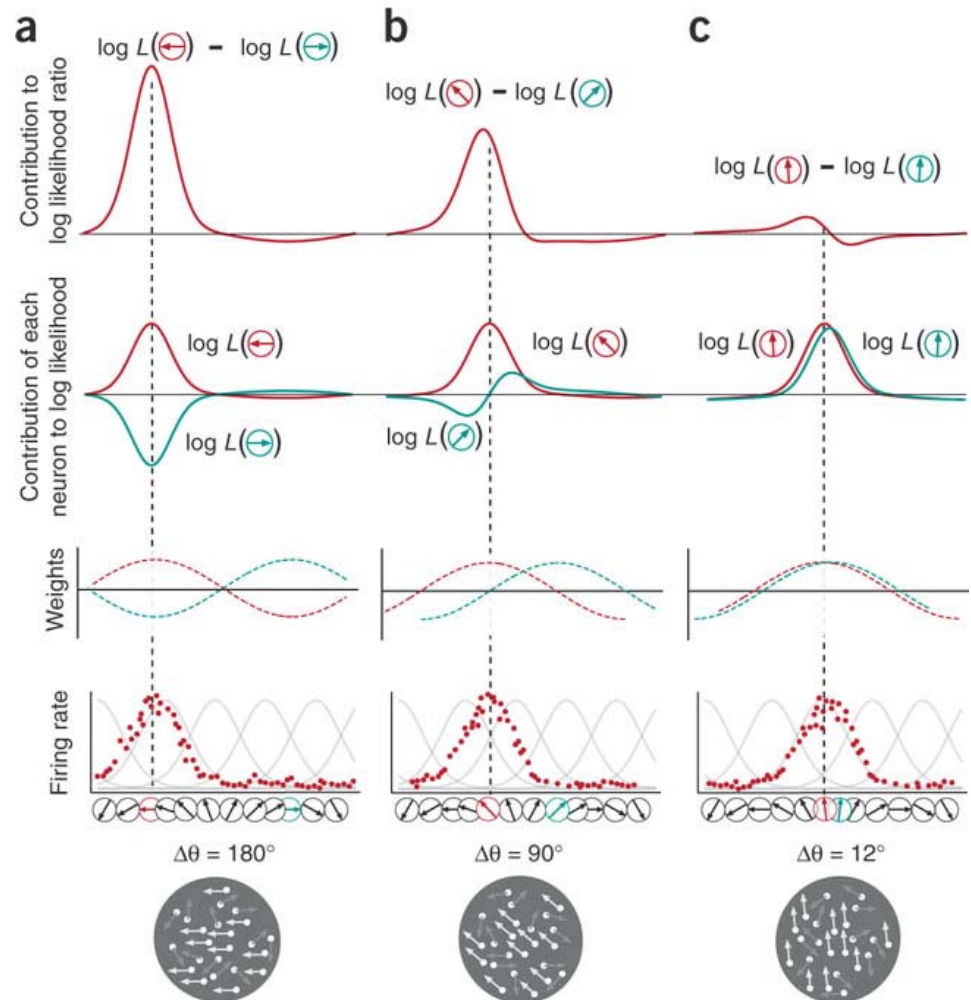 a
b
c
log L(←) – log L(→)
log L(↖) – log L(↗)
log L(↑) – log L(↑)
Contribution to
log likelihood ratio
log L(←)
log L(→)
log L(↖)
log L(↗)
log L(↑)
log L(↑)
Contribution of each
neuron to log likelihood
Weights
Firing rate
Δθ = 180°
Δθ = 90°
Δθ = 12°